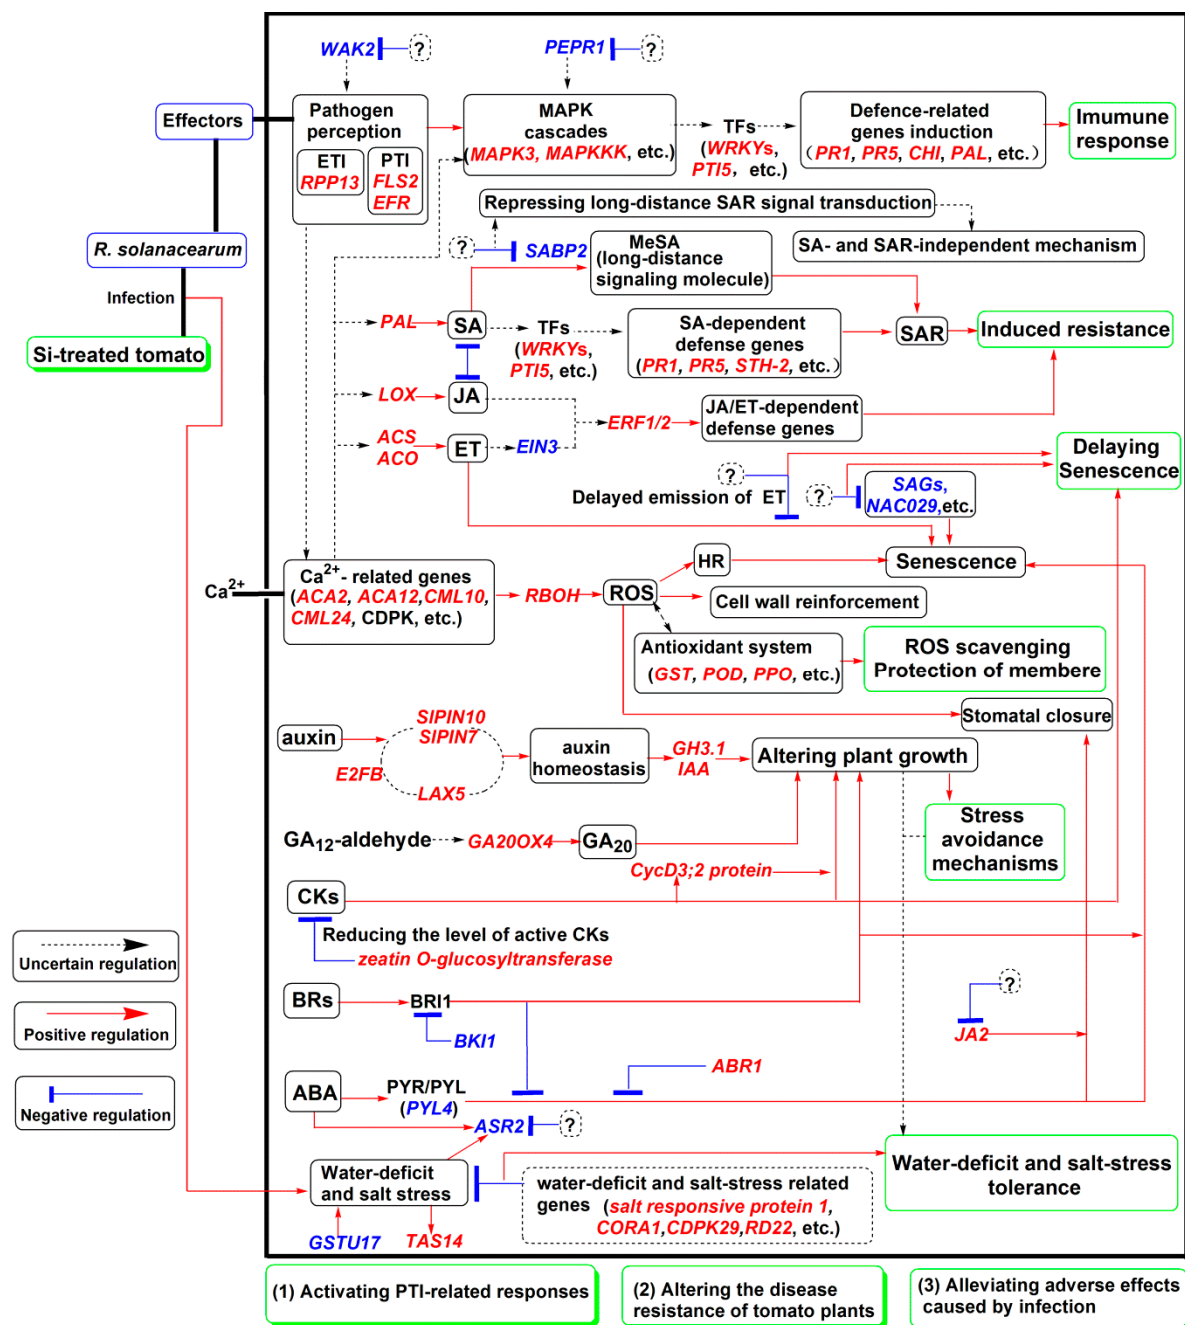 WAK2
?
PEPR1
?
Effectors
Pathogen
perception
ETI
RPP13
PTI
FLS2
EFR
MAPK
cascades
(MAPK3, MAPKKK, etc.)
TFs
(WRKYs,
PTI5, etc.)
Defence-related
genes induction
(PR1, PR5, CHI, PAL, etc.)
Imumune
response
Repressing long-distance SAR signal transduction
SA- and SAR-independent mechanism
R. solanacearum
?
SABP2
MeSA
(long-distance
signaling molecule)
Infection
PAL
SA
TFs
(WRKYs,
PTI5, etc.)
SA-dependent
defense genes
(PR1, PR5, STH-2, etc.)
SAR
Induced resistance
Si-treated tomato
LOX
JA
ERF1/2
JA/ET-dependent
defense genes
ACS
ACO
ET
EIN3
Delaying
Senescence
?
Delayed emission of ET
?
SAGs,
NAC029,etc.
Ca2+
Ca2+- related genes
(ACA2, ACA12,CML10,
CML24, CDPK, etc.)
RBOH
ROS
HR
Senescence
Cell wall reinforcement
Antioxidant system
(GST, POD, PPO, etc.)
ROS scavenging
Protection of membere
Stomatal closure
auxin
SlPIN10
SlPIN7
E2FB
LAX5
auxin
homeostasis
GH3.1
IAA
Altering plant growth
Stress
avoidance
mechanisms
GA12-aldehyde
GA20OX4
GA20
CycD3;2 protein
CKs
Reducing the level of active CKs
zeatin O-glucosyltransferase
Uncertain regulation
Positive regulation
Negative regulation
BRs
BRI1
BKI1
?
JA2
ABR1
ABA
PYR/PYL
(PYL4)
ASR2
?
Water-deficit
and salt stress
water-deficit and salt-stress related
genes (salt responsive protein 1,
CORA1,CDPK29,RD22, etc.)
Water-deficit and salt-stress
tolerance
GSTU17
TAS14
(1) Activating PTI-related responses
(2) Altering the disease
resistance of tomato plants
(3) Alleviating adverse effects
caused by infection